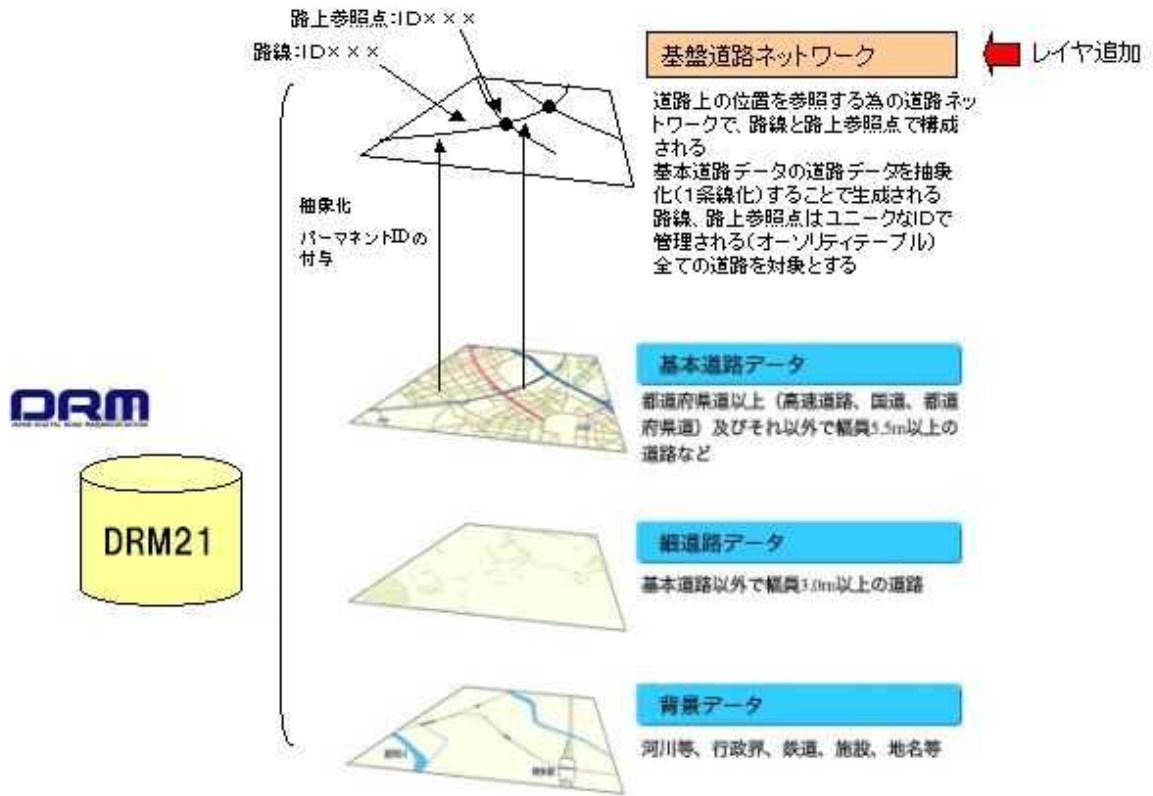 路上参照点:ID×××
路線:ID×××
基盤道路ネットワーク
レイヤ追加
道路上の位置を参照する為の道路ネッ
トワークで、路線と路上参照点で構成
される
基本道路データの道路データを抽象
化(1条線化)することで生成される
路線、路上参照点はユニークなIDで
管理される(オーソリティテーブル)
全ての道路を対象とする
抽象化
パーマネントIDの
付与
基本道路データ
都道府県道以上(高速道路、国道、都道
府県道)及びそれ以外で幅員5.5m以上の
道路など
DRM
DRM21
細道路データ
基本道路以外で幅員3.0m以上の道路
背景データ
河川等、行政界、鉄道、施設、地名等